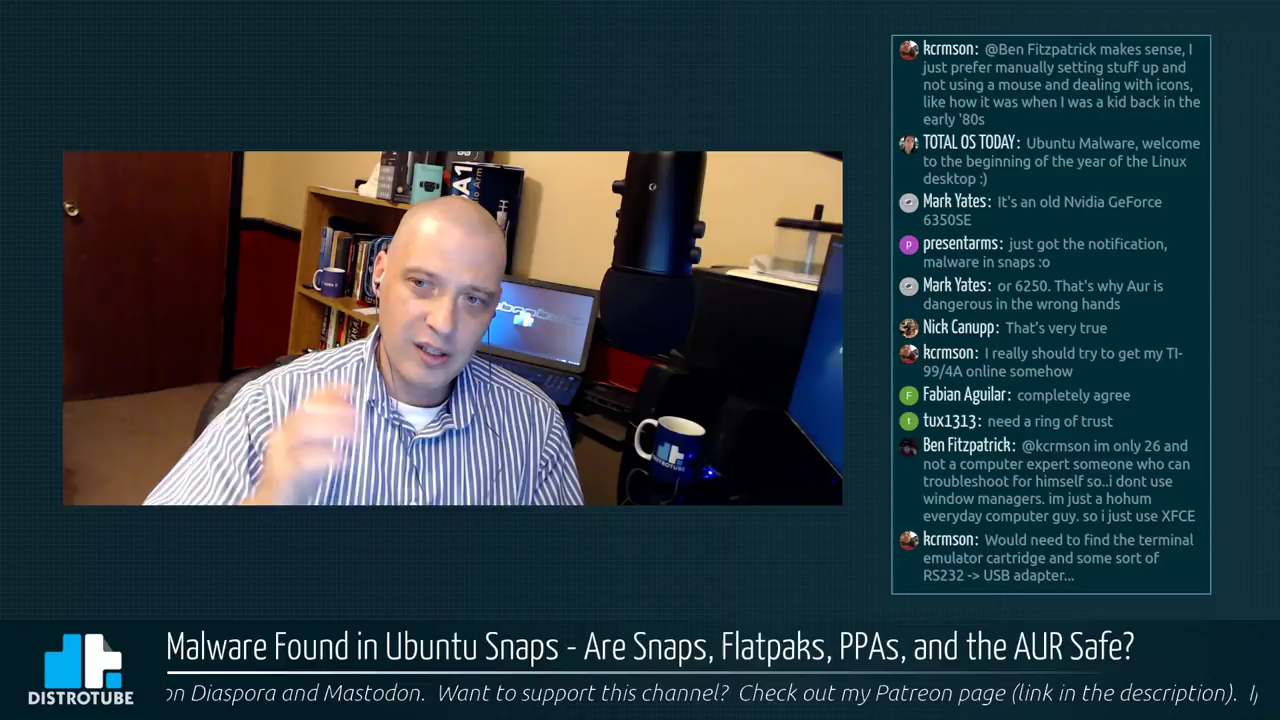 kcrmson: @Ben Fitzpatrick makes sense, I
just prefer manually setting stuff up and
not using a mouse and dealing with icons,
like how it was when I was a kid back in the
early '80s
TOTAL OS TODAY: Ubuntu Malware, welcome
to the beginning of the year of the Linux
desktop :)
Mark Yates: It's an old Nvidia GeForce
6350SE
P presentarms: just got the notification,
malware in snaps :o
Mark Yates: or 6250. That's why Aur is
dangerous in the wrong hands
Nick Canupp: That's very true
kcrmson: I really should try to get my TI-
99/4A online somehow
F Fabian Aguilar: completely agree
t tux1313: need a ring of trust
Ben Fitzpatrick: @kcrmson im only 26 and
not a computer expert someone who can
troubleshoot for himself so..i dont use
window managers. im just a hohum
everyday computer guy. so i just use XFCE
kcrmson: Would need to find the terminal
emulator cartridge and some sort of
RS232 -> USB adapter...
DISTROTUBE
Malware Found in Ubuntu Snaps - Are Snaps, Flatpaks, PPAs, and the AUR Safe?
on Diaspora and Mastodon. Want to support this channel? Check out my Patreon page (link in the description).
DISTROTUBE